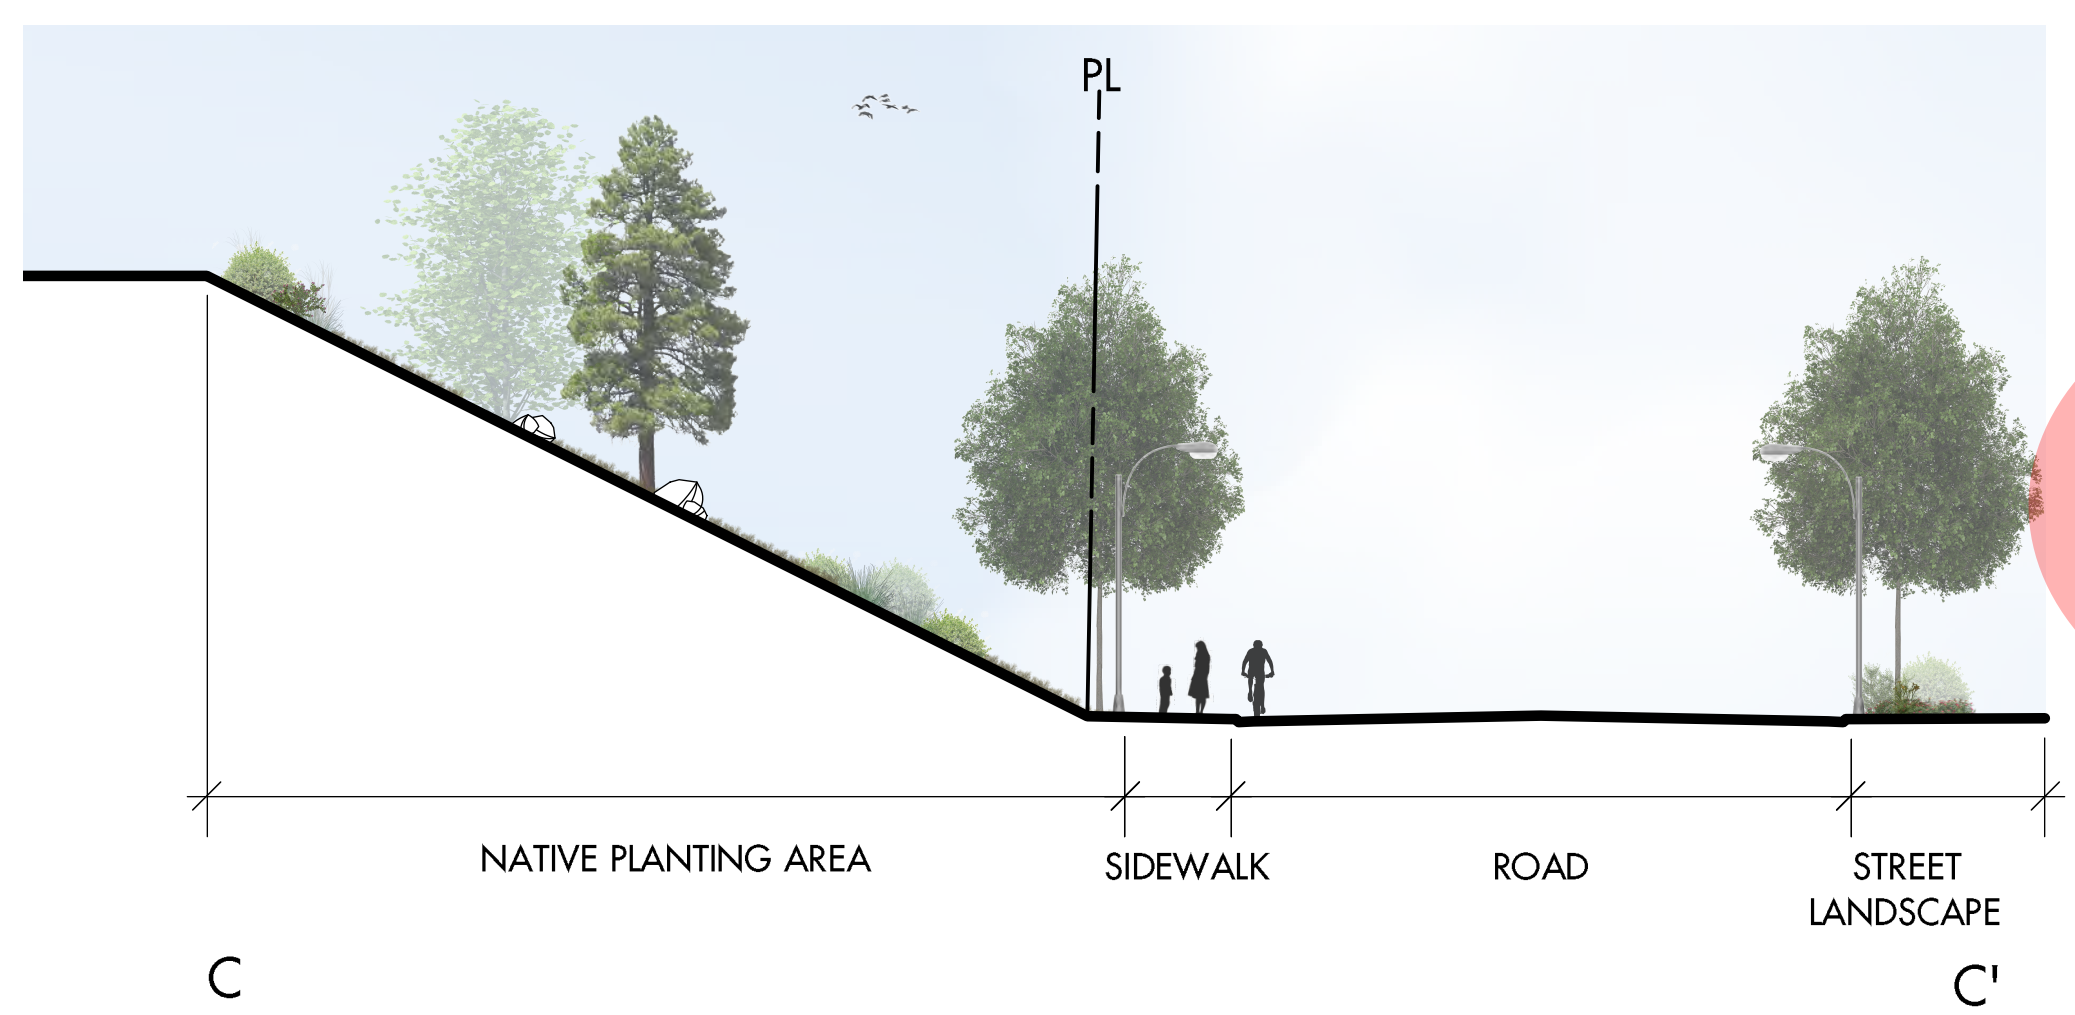 PL
NATIVE PLANTING AREA
SIDEWALK
ROAD
STREET
LANDSCAPE
C
C'